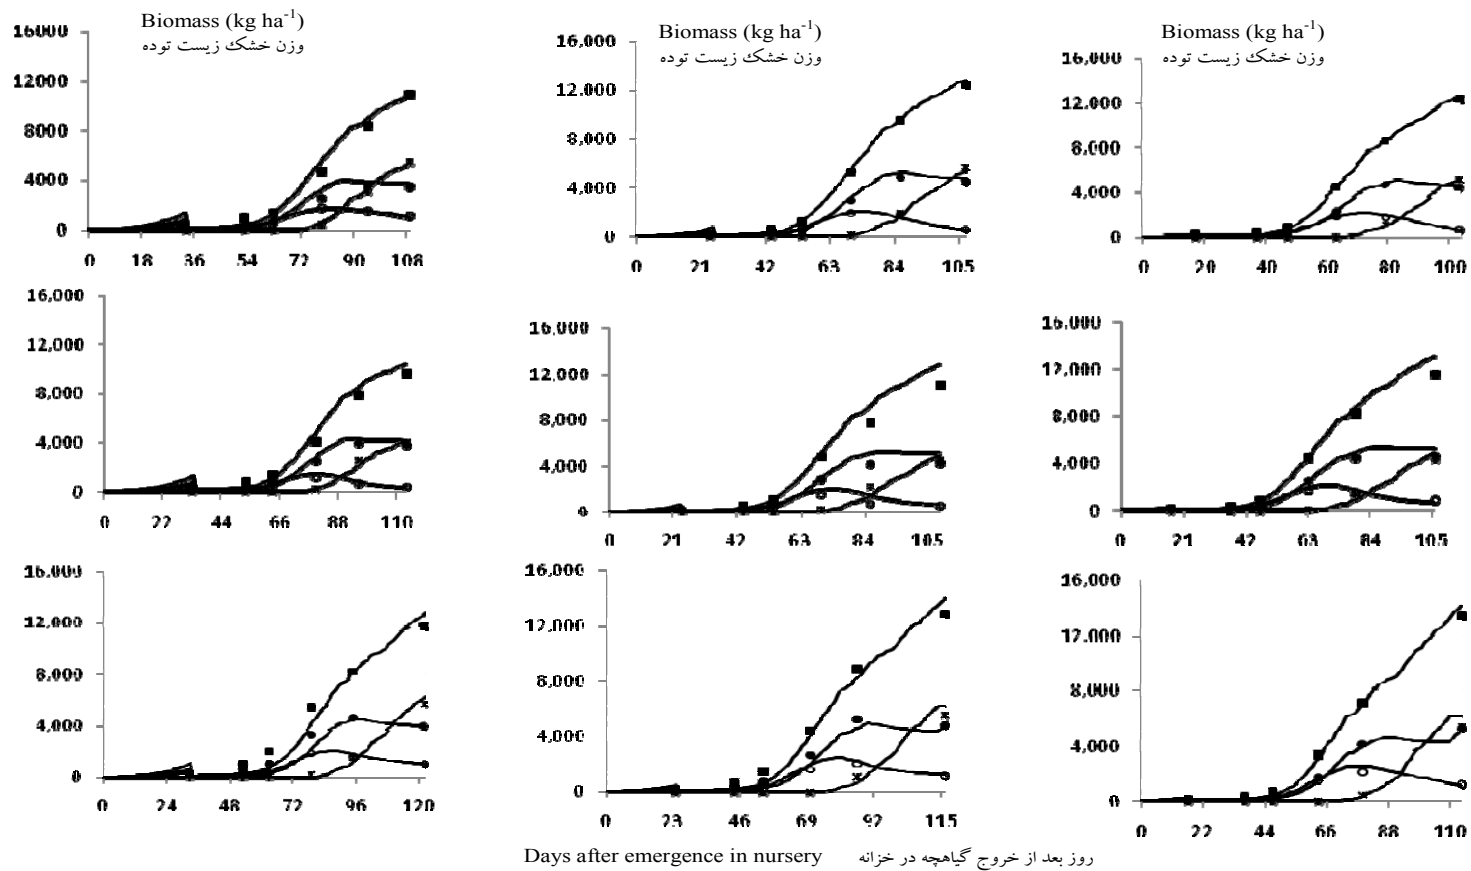 Biomass (kg ha-1)
وزن خشک زیست توده
16000
12000
8000
4000
0
0 18 36 54 72 90 108
Biomass (kg ha-1)
وزن خشک زیست توده
16,000
12,000
8,000
4,000
0
0 21 42 63 84 105
Biomass (kg ha-1)
وزن خشک زیست توده
16,000
12,000
8,000
4,000
0
0 20 40 60 80 100
16,000
12,000
8,000
4,000
0
0 22 44 66 88 110
16,000
12,000
8,000
4,000
0
0 21 42 63 84 105
16,000
12,000
8,000
4,000
0
0 21 42 63 84 105
16,000
12,000
8,000
4,000
0
0 24 48 72 96 120
16,000
12,000
8,000
4,000
0
0 23 46 69 92 115
16,000
12,000
8,000
4,000
0
0 22 44 66 88 110
Days after emergence in nursery روز بعد از خروج گیاهچه در خزانه